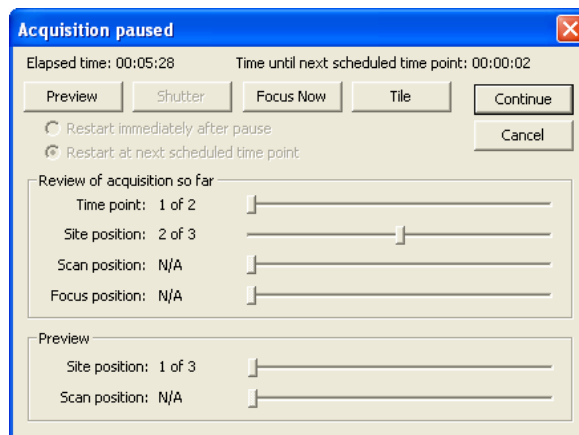 Acquisition paused
Elapsed time: 00:05:28 Time until next scheduled time point: 00:00:02
Preview Shutter Focus Now Tile Continue
Restart immediately after pause
Cancel
Restart at next scheduled time point
Review of acquisition so far
Time point: 1 of 2
Site position: 2 of 3
Scan position: N/A
Focus position: N/A
Preview
Site position: 1 of 3
Scan position: N/A